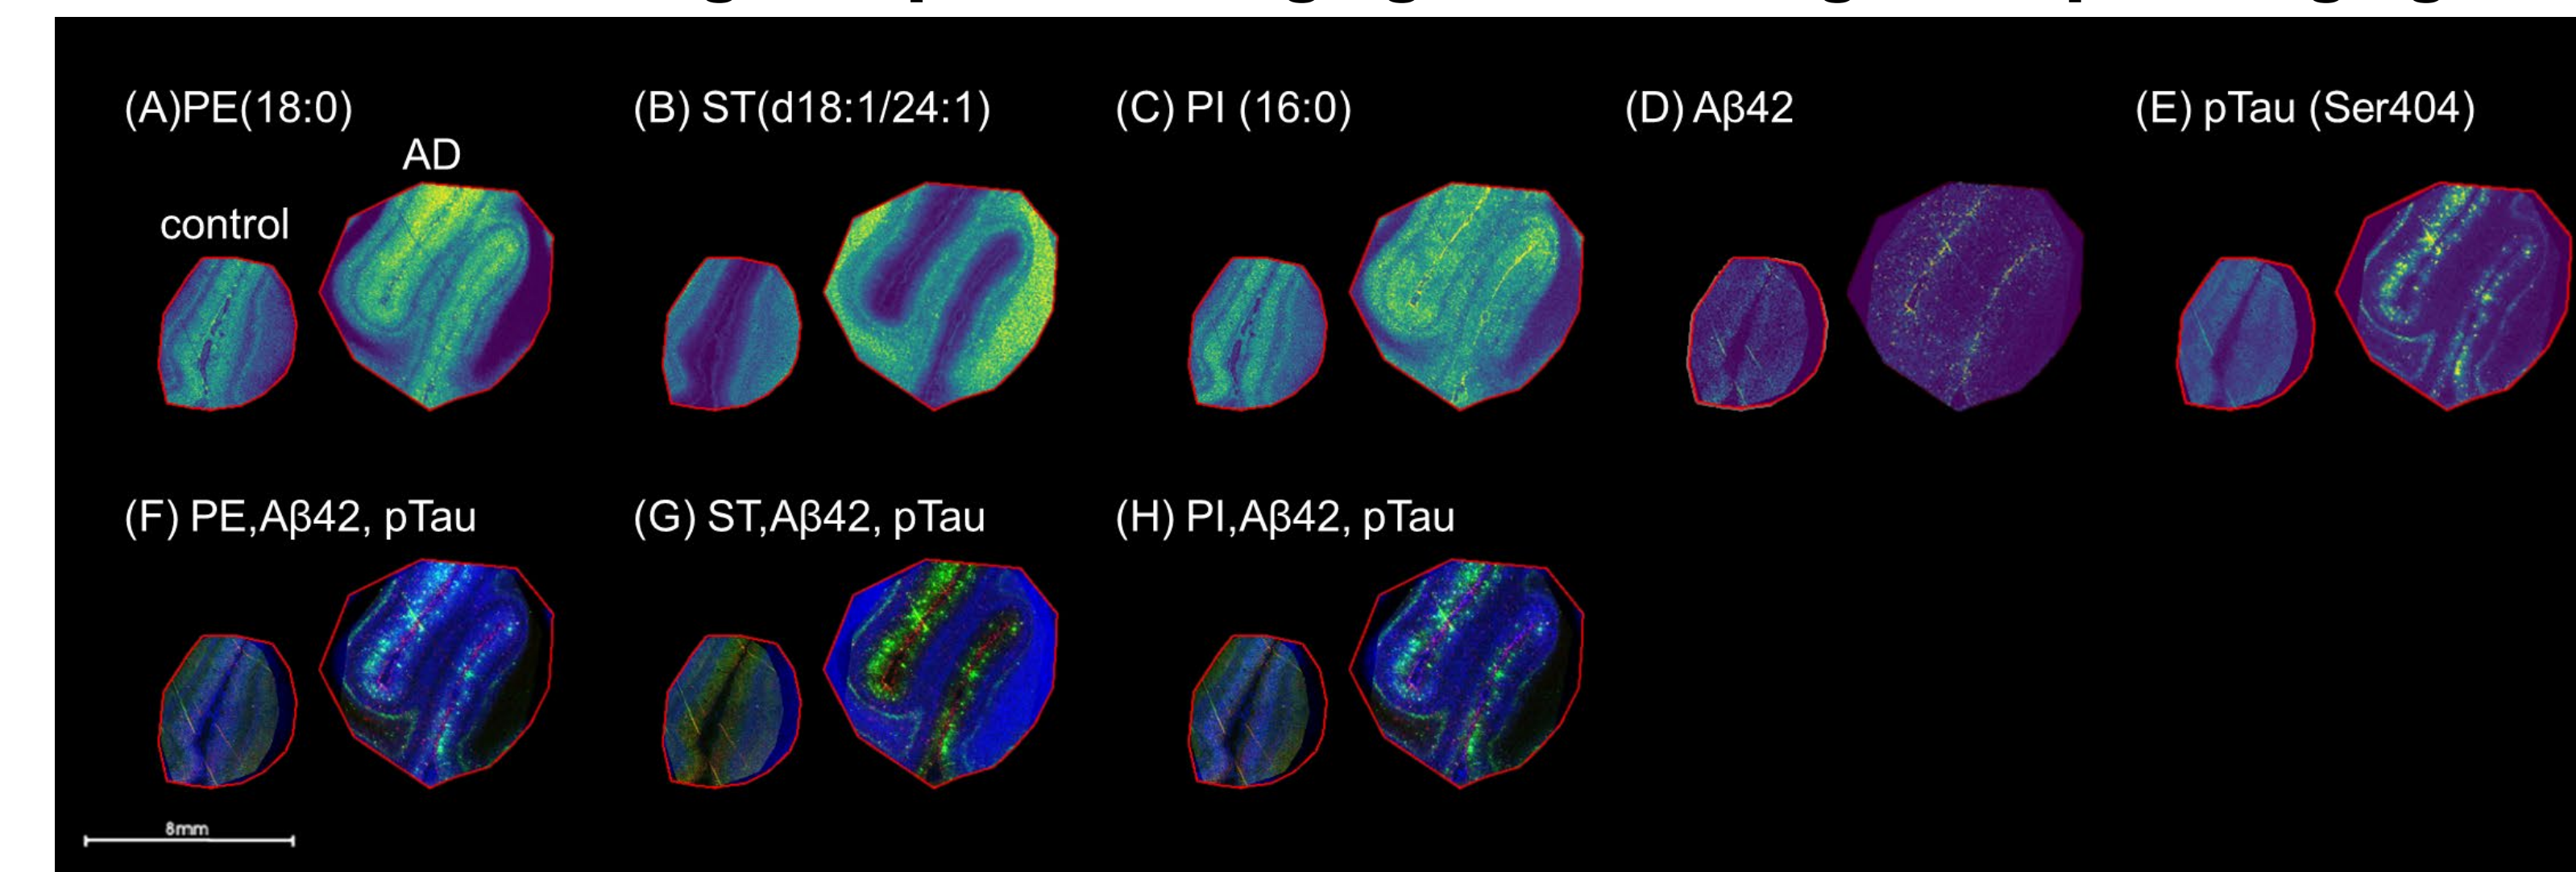 (A)PE(18:0)
(B) ST(d18:1/24:1)
(C) PI (16:0)
(D) Aβ42
(E) pTau (Ser404)
AD
control
(F) PE,Aβ42, pTau
(G) ST,Aβ42, pTau
(H) PI,Aβ42, pTau
8mm